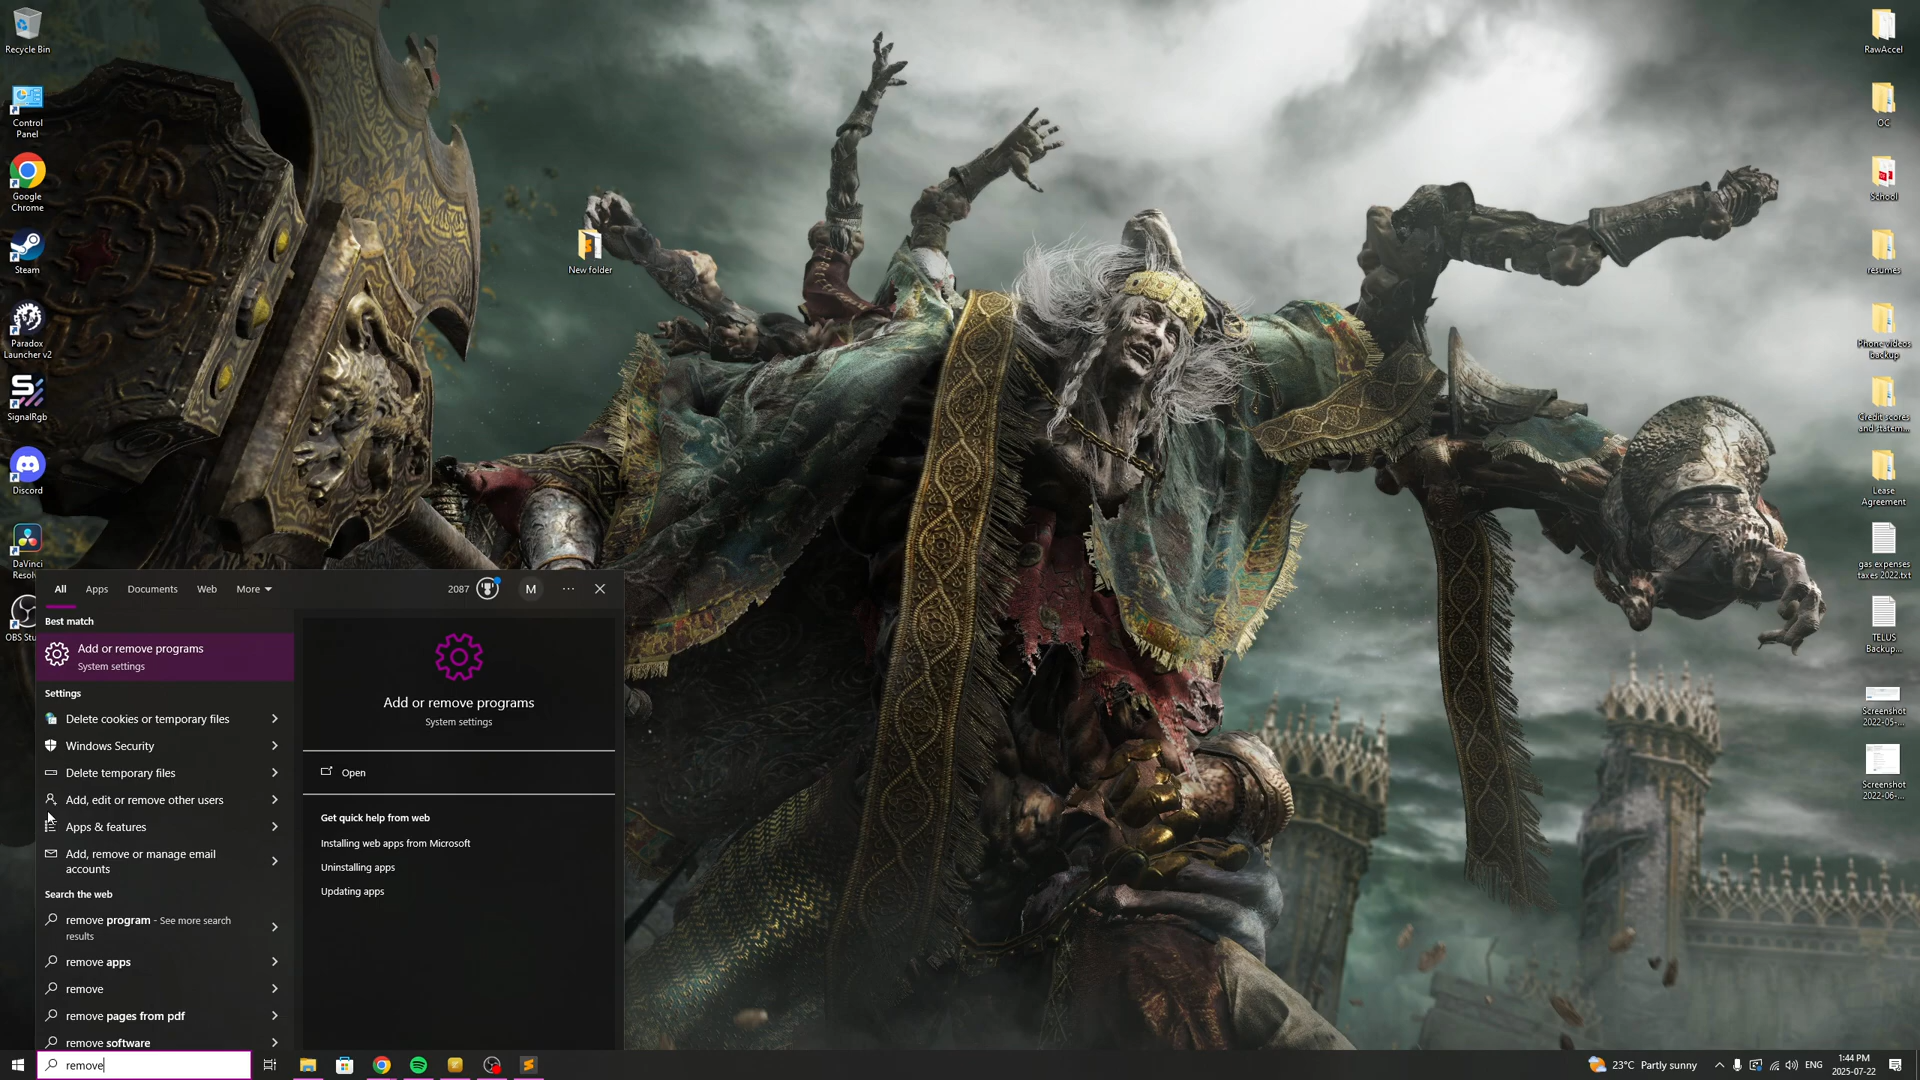 Recycle Bin
Control
Panel
Google
Chrome
Steam
Paradox
Launcher v2
SignalRgb
Discord
DaVinci
Resolv
OBS Stu
New folder
RawAccel
OC
School
resumes
Phone videos
backup
Credit scores
and statem...
Lease
Agreement
gas expenses
taxes 2022.txt
TELUS
Backup...
Screenshot
2022-05-...
Screenshot
2022-06-...
All
Apps
Documents
Web
More
2087
M
Best match
Add or remove programs
System settings
Settings
Delete cookies or temporary files
Windows Security
Delete temporary files
Add, edit or remove other users
Apps & features
Add, remove or manage email
accounts
Search the web
remove program - See more search
results
remove apps
remove
remove pages from pdf
remove software
Add or remove programs
System settings
Open
Get quick help from web
Installing web apps from Microsoft
Uninstalling apps
Updating apps
remove
23°C Partly sunny
ENG
1:44 PM
2025-07-22